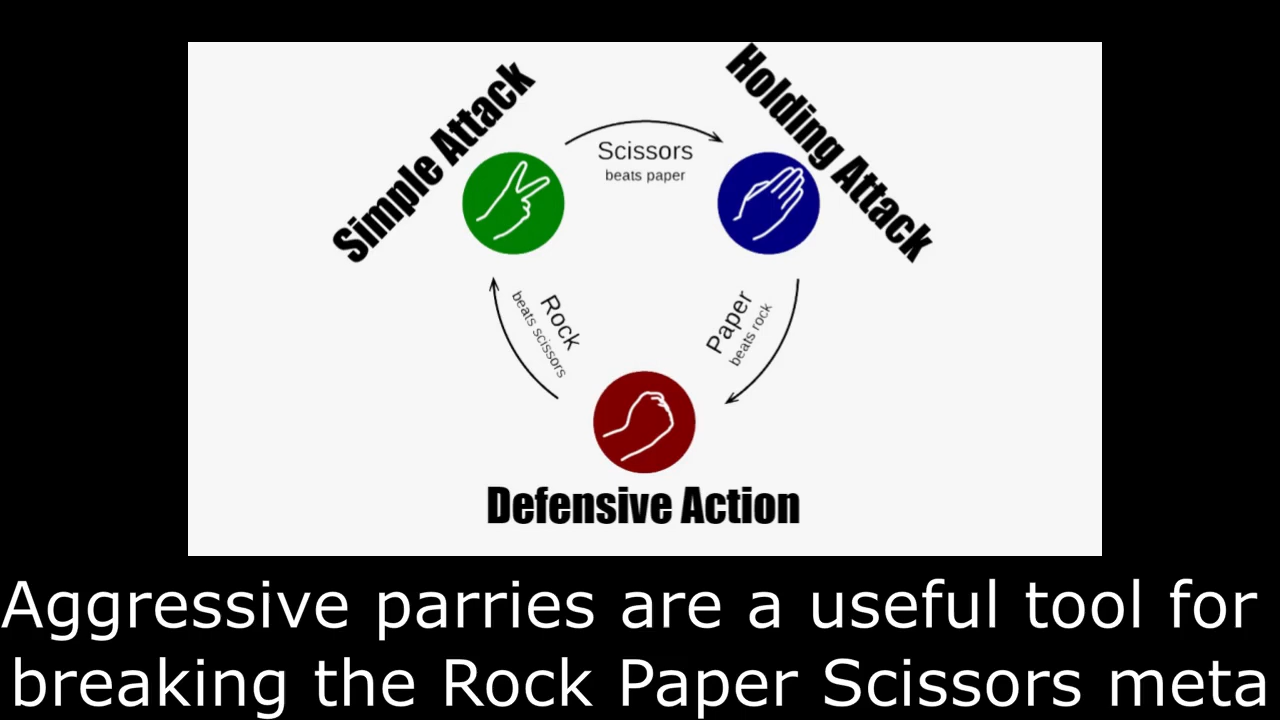 Simple Attack
Holding Attack
Scissors
beats paper
Rock
beats scissors
Paper
beats rock
Defensive Action
Aggressive parries are a useful tool for
breaking the Rock Paper Scissors meta